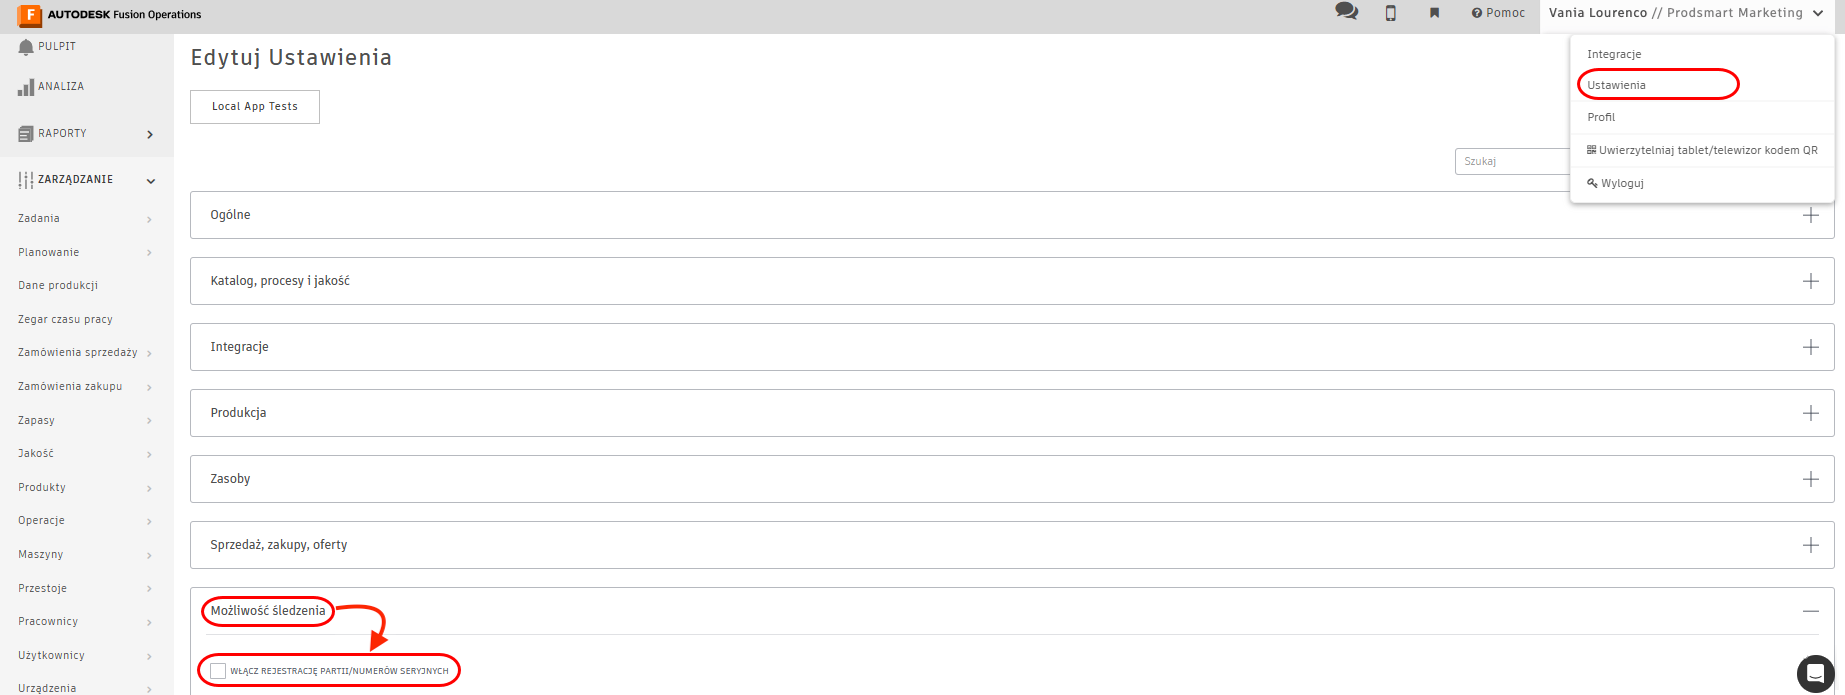 F AUTODESK Fusion Operations
Pomoc
Vania Lourenco // Prodsmart Marketing
Integracje
Ustawienia
Profil
Uwierzytelniaj tablet/telewizor kodem QR
Wyloguj
PULPIT
ANALIZA
RAPORTY
ZARZĄDZANIE
Zadania
Planowanie
Dane produkcji
Zegar czasu pracy
Zamówienia sprzedaży
Zamówienia zakupu
Zapasy
Jakość
Produkty
Operacje
Maszyny
Przestoje
Pracownicy
Użytkownicy
Urządzenia
Edytuj Ustawienia
Local App Tests
Szukaj
Ogólne
Katalog, procesy i jakość
Integracje
Produkcja
Zasoby
Sprzedaż, zakupy, oferty
Możliwość śledzenia
WŁĄCZ REJESTRACJĘ PARTII/NUMERÓW SERYJNYCH